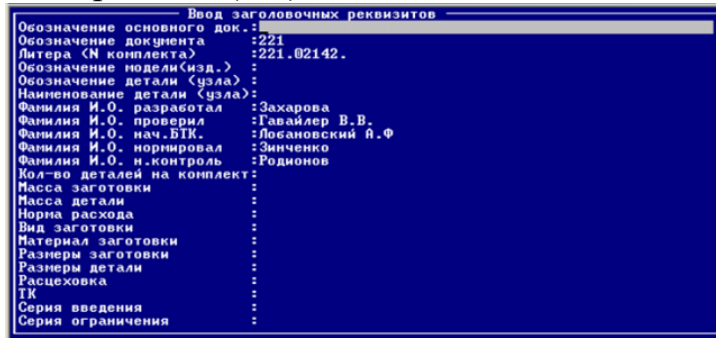 Ввод заголовочных реквизитов
Обозначение основного док.:
Обозначение документа :221
Литера (N комплекта) :221.02142.
Обозначение модели(изд.) :
Обозначение детали (узла) :
Наименование детали (узла):
Фамилия И.О. разработал :Захарова
Фамилия И.О. проверил :Гавайлер В.В.
Фамилия И.О. нач.БТК. :Лобановский А.Ф
Фамилия И.О. нормировал :Зинченко
Фамилия И.О. н.контроль :Родионов
Кол-во деталей на комплект:
Масса заготовки :
Масса детали :
Норма расхода :
Вид заготовки :
Материал заготовки :
Размеры заготовки :
Размеры детали :
Расцеховка :
ТК :
Серия введения :
Серия ограничения :